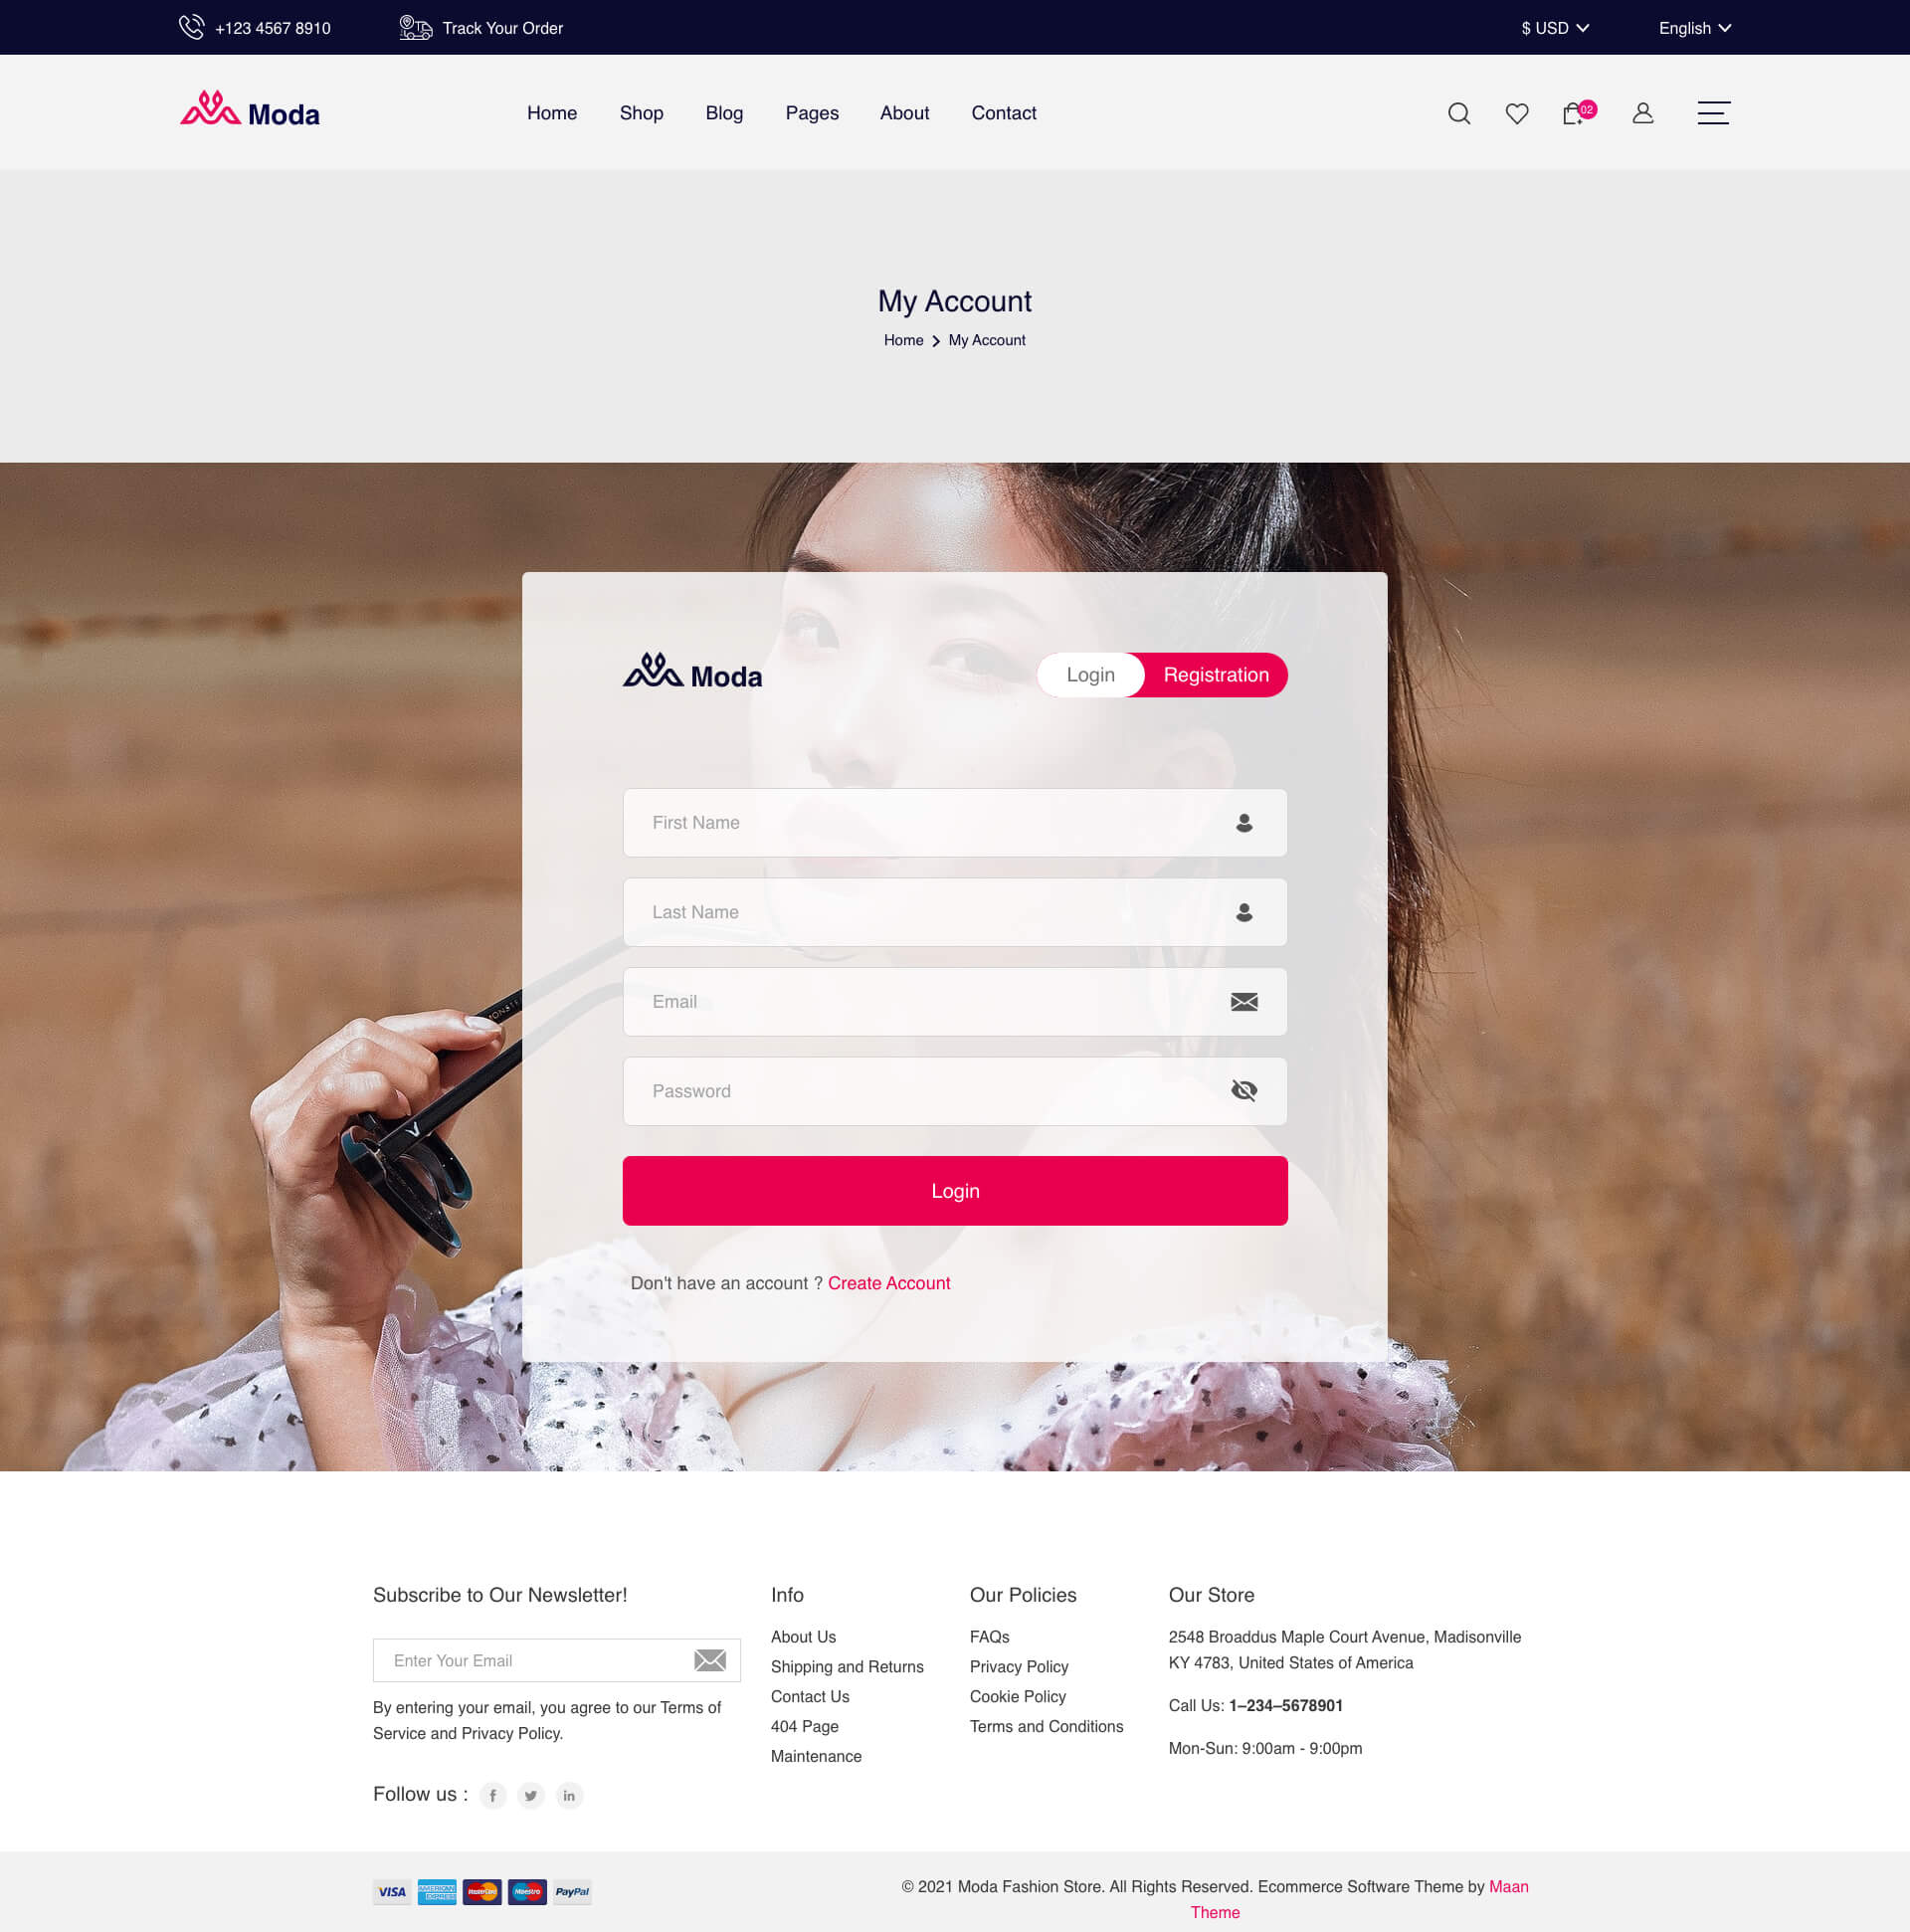 +123 4567 8910
Track Your Order
$ USD
English
Moda
Home
Shop
Blog
Pages
About
Contact
02
My Account
Home
My Account
Moda
Login
Registration
First Name
Last Name
Email
Password
Login
Don't have an account ? Create Account
Subscribe to Our Newsletter!
Enter Your Email
By entering your email, you agree to our Terms of
Service and Privacy Policy.
Follow us :
Info
About Us
Shipping and Returns
Contact Us
404 Page
Maintenance
Our Policies
FAQs
Privacy Policy
Cookie Policy
Terms and Conditions
Our Store
2548 Broaddus Maple Court Avenue, Madisonville
KY 4783, United States of America
Call Us: 1–234–5678901
Mon-Sun: 9:00am - 9:00pm
VISA
AMERICAN
EXPRESS
MasterCard
Maestro
PayPal
© 2021 Moda Fashion Store. All Rights Reserved. Ecommerce Software Theme by Maan
Theme